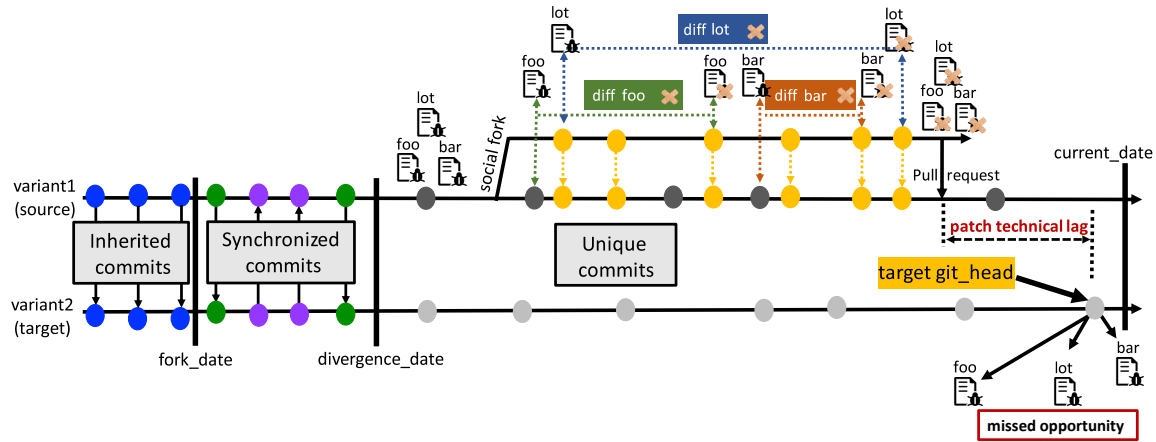 lot
diff lot
lot
foo
foo
bar
bar
lot
diff foo
diff bar
foo
bar
lot
foo
bar
social fork
current_date
variant1
(source)
Pull request
Inherited
commits
Synchronized
commits
Unique
commits
patch technical lag
target git_head
variant2
(target)
fork_date
divergence_date
foo
lot
bar
missed opportunity